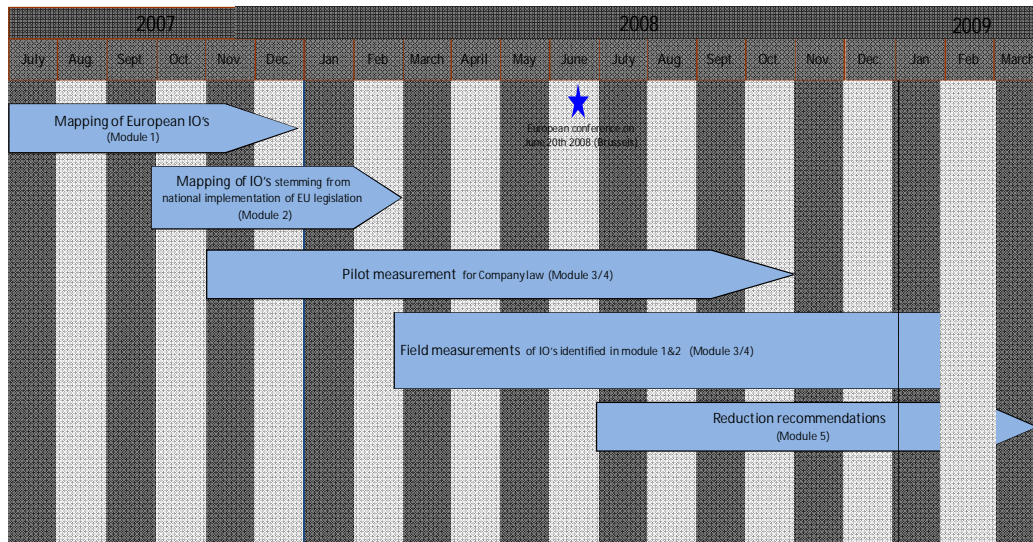 2007 2008 2009
July Aug. Sept. Oct. Nov. Dec. Jan Feb March April May June July Aug. Sept. Oct. Nov. Dec. Jan Feb March
Mapping of European IO's
(Module 1)
European conference on
June 20th 2008 (Brussels)
Mapping of IO's stemming from
national implementation of EU legislation
(Module 2)
Pilot measurement for Company law (Module 3/4)
Field measurements of IO's identified in module 1&2 (Module 3/4)
Reduction recommendations
(Module 5)